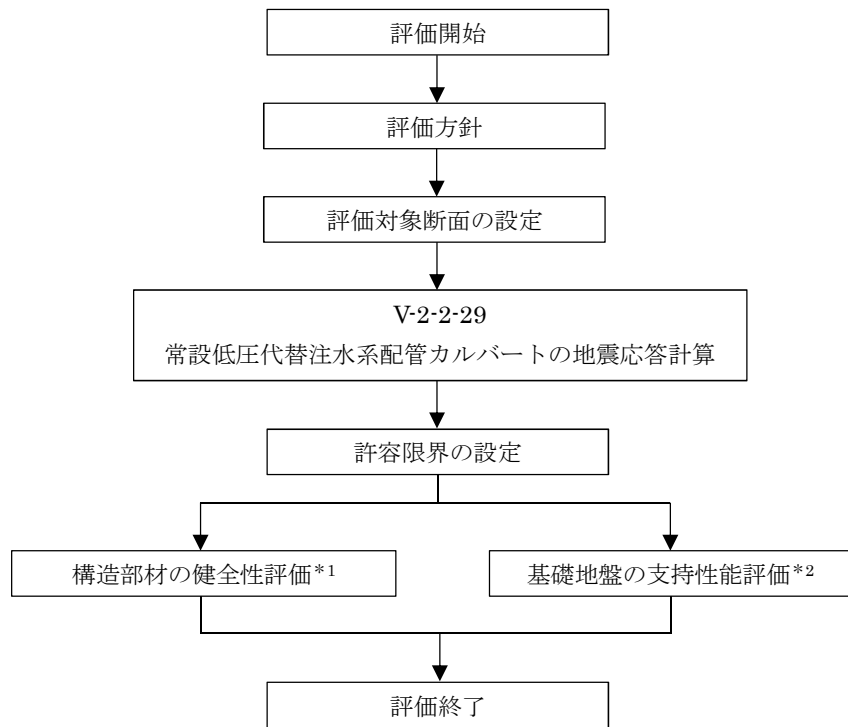 評価開始
評価方針
評価対象断面の設定
V-2-2-29
常設低圧代替注水系配管カルバートの地震応答計算
許容限界の設定
構造部材の健全性評価*1
基礎地盤の支持性能評価*2
評価終了